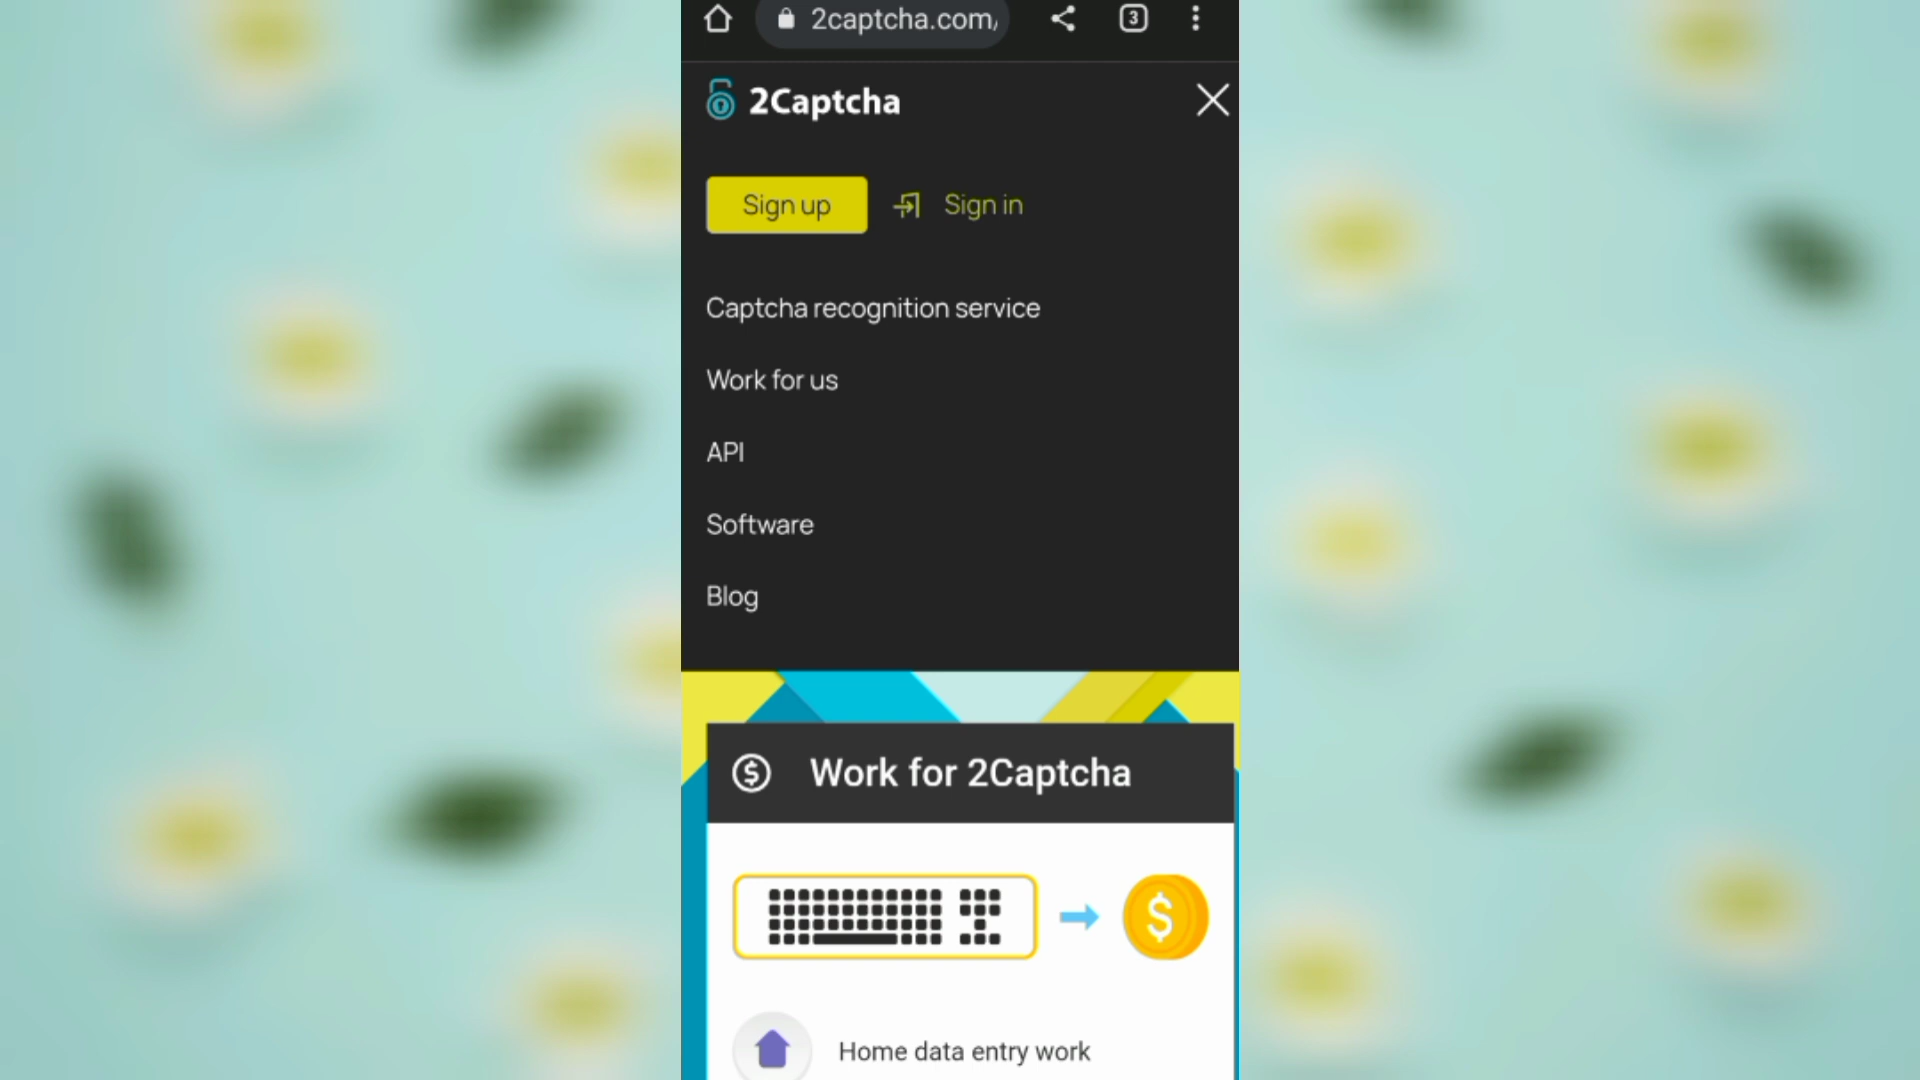 2captcha.com/
3
2Captcha
Sign up
Sign in
Captcha recognition service
Work for us
API
Software
Blog
Work for 2Captcha
$
Home data entry work